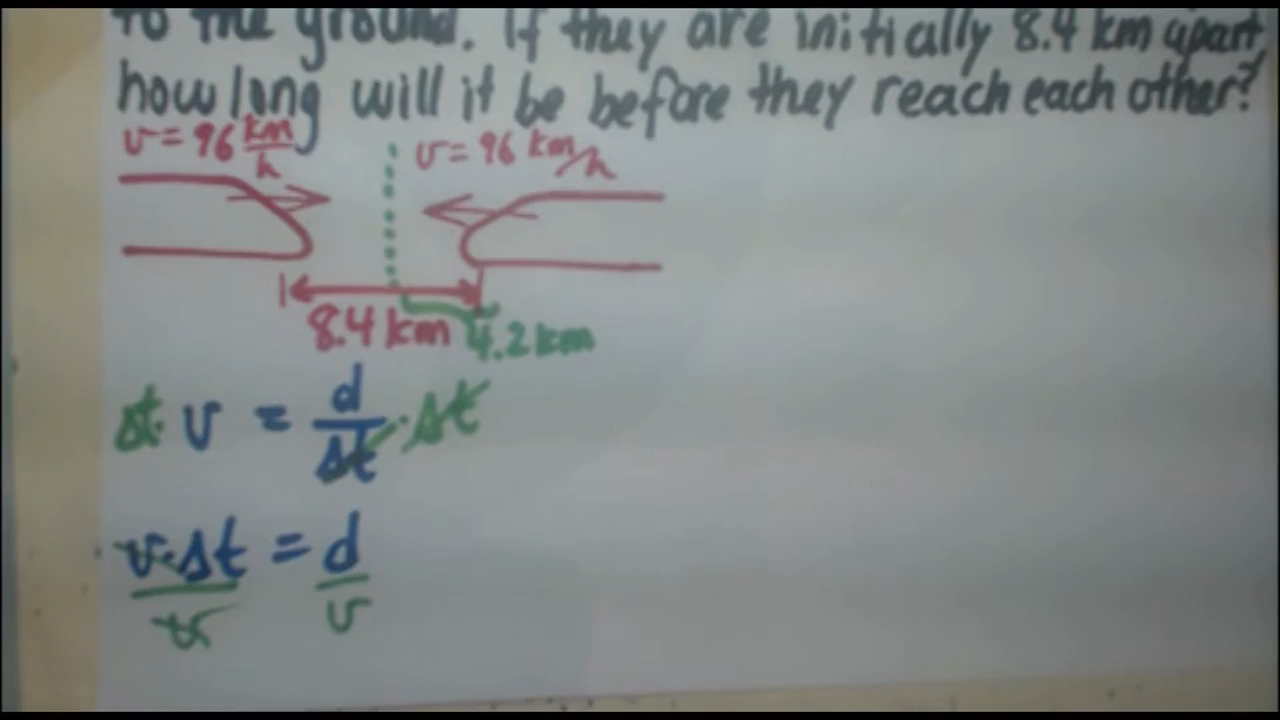 to the ground. If they are initially 8.4 km apart,
how long will it be before they reach each other?
v = 96 km/h v = 96 km/h
8.4 km 4.2 km
Δt · v = d/Δt · Δt
v·Δt/v = d/v